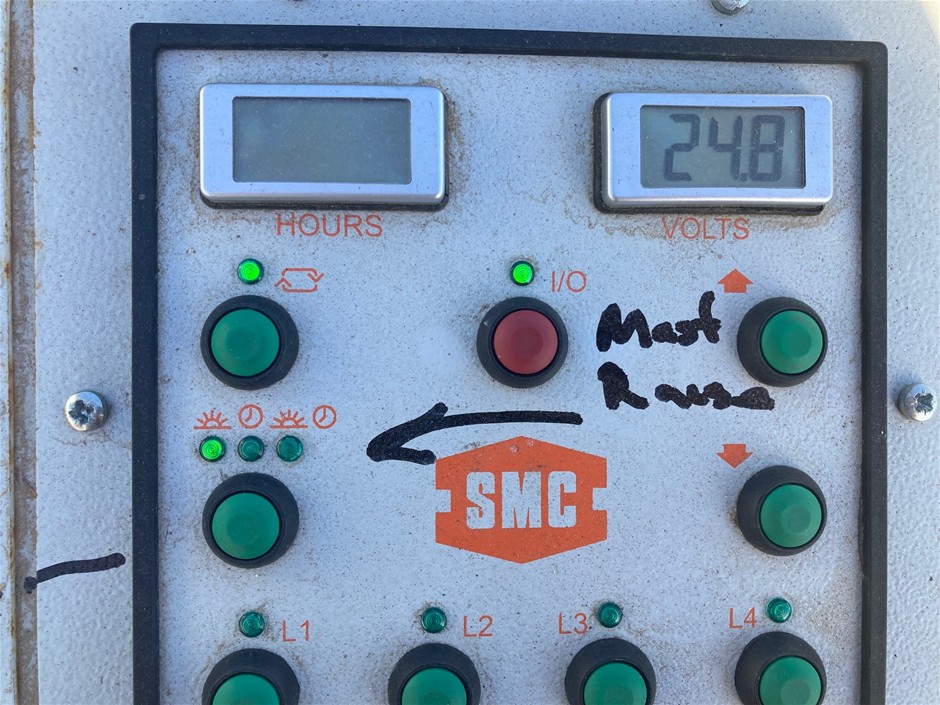 24.8
HOURS
VOLTS
I/O
Mast
Raise
SMC
L1 L2 L3 L4